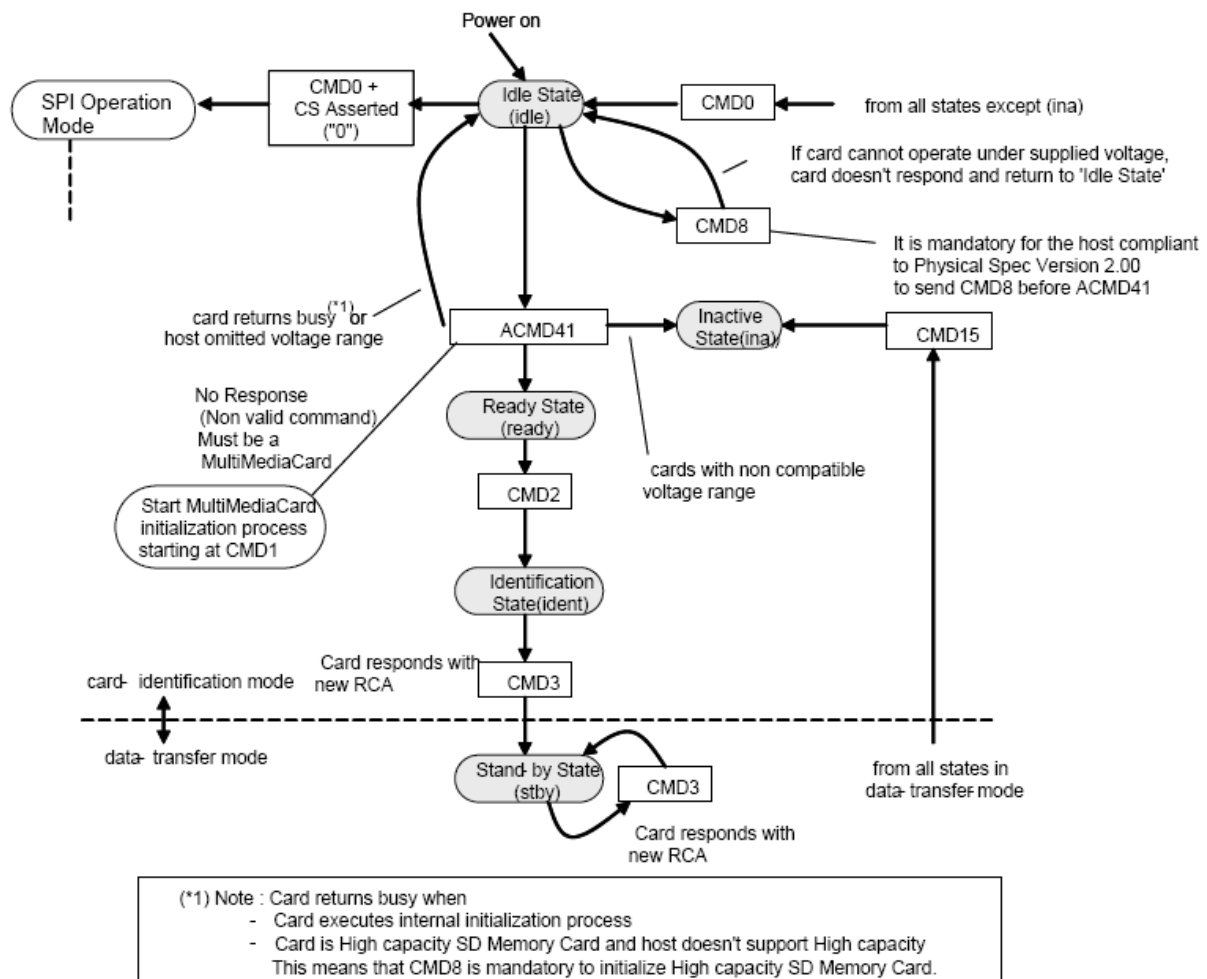 Power on
SPI Operation
Mode
CMD0 +
CS Asserted
("0")
Idle State
(idle)
CMD0
from all states except (ina)
If card cannot operate under supplied voltage,
card doesn't respond and return to 'Idle State'
CMD8
It is mandatory for the host compliant
to Physical Spec Version 2.00
to send CMD8 before ACMD41
card returns busy (*1) or
host omitted voltage range
ACMD41
Inactive
State(ina)
CMD15
No Response
(Non valid command)
Must be a
MultiMediaCard
Ready State
(ready)
cards with non compatible
voltage range
CMD2
Start MultiMediaCard
initialization process
starting at CMD1
Identification
State(ident)
Card responds with
new RCA
CMD3
card- identification mode
data- transfer mode
Stand- by State
(stby)
CMD3
from all states in
data- transfer-mode
Card responds with
new RCA
(*1) Note : Card returns busy when
- Card executes internal initialization process
- Card is High capacity SD Memory Card and host doesn't support High capacity
This means that CMD8 is mandatory to initialize High capacity SD Memory Card.